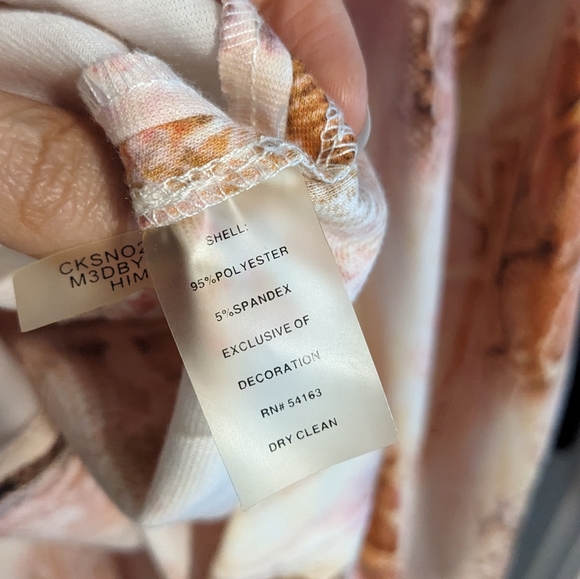 SHELL:
95%POLYESTER
5%SPANDEX
EXCLUSIVE OF
DECORATION
RN# 54163
DRY CLEAN
CKSNO2
M3DBY
HIM